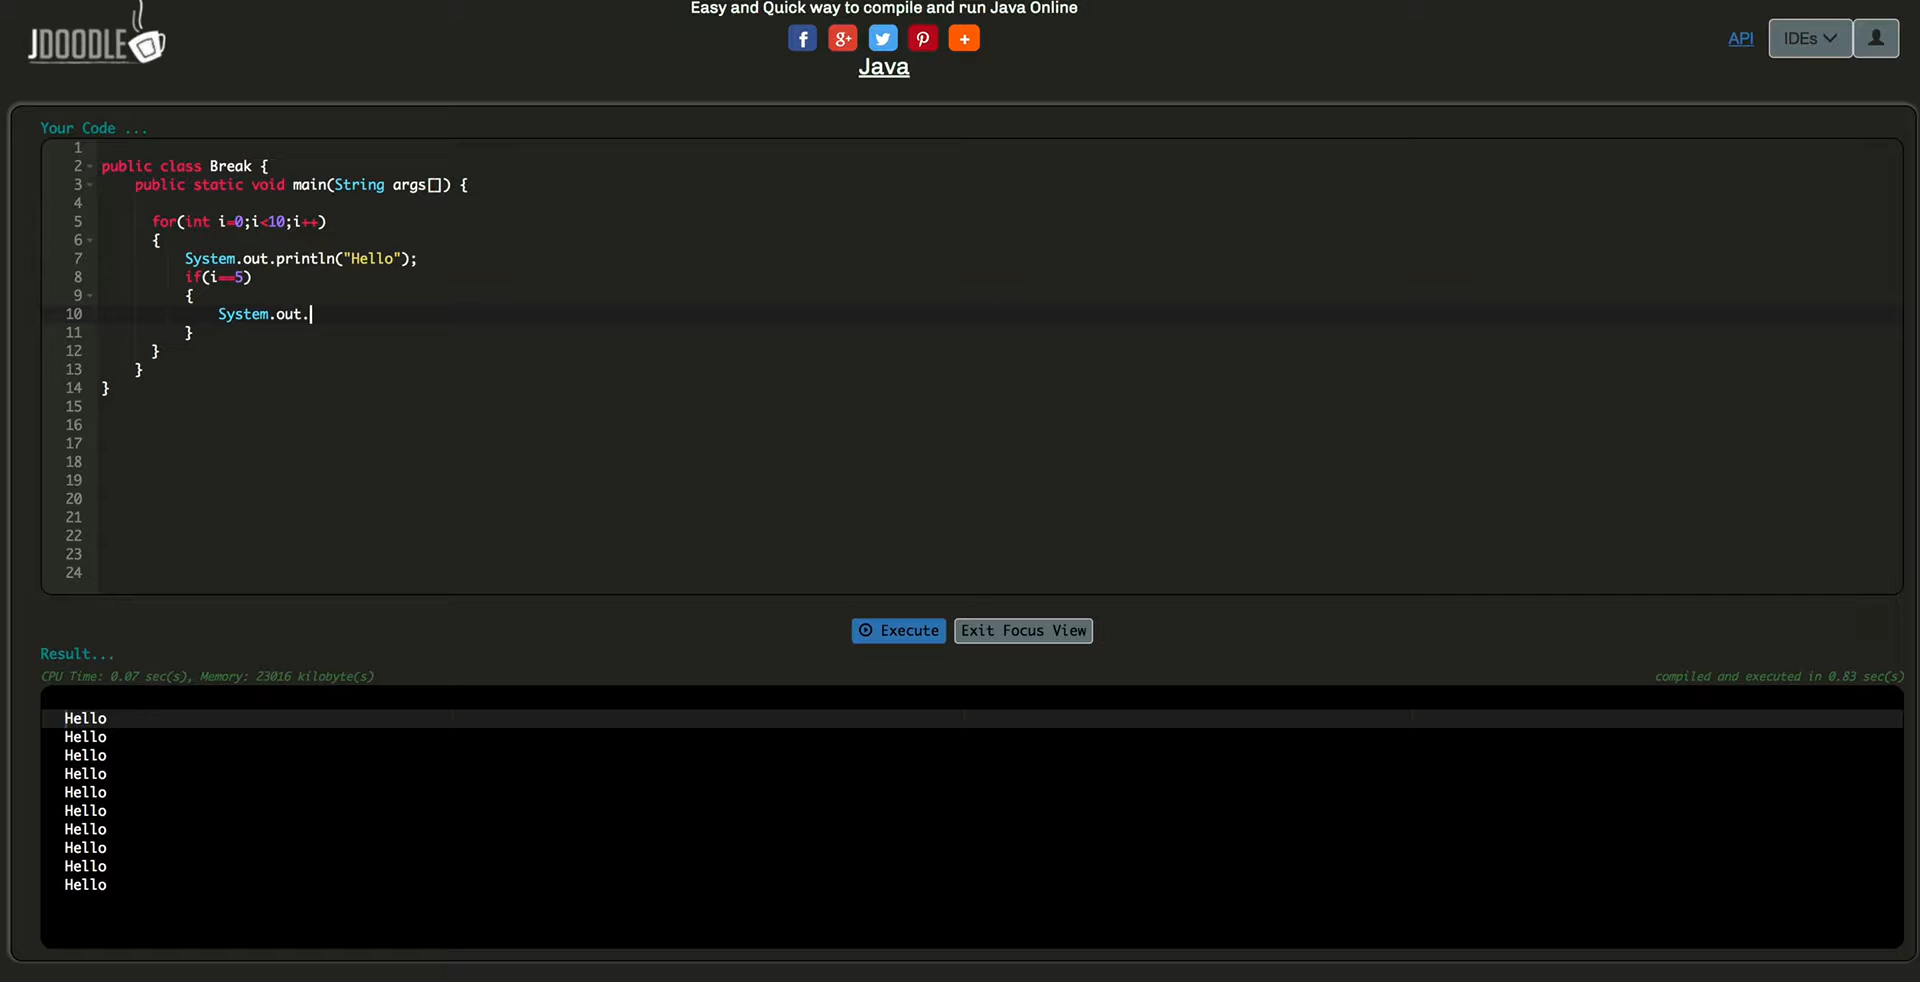 Easy and Quick way to compile and run Java Online
JDOODLE
f
g+
+
API
IDEs
Java
Your Code ...
1
2 public class Break {
3 public static void main(String args[]) {
4
5 for(int i=0;i<10;i++)
6 {
7 System.out.println("Hello");
8 if(i==5)
9 {
10 System.out.
11 }
12 }
13 }
14 }
15
16
17
18
19
20
21
22
23
24
Execute
Exit Focus View
Result...
CPU Time: 0.07 sec(s), Memory: 23016 kilobyte(s)
compiled and executed in 0.83 sec(s)
Hello
Hello
Hello
Hello
Hello
Hello
Hello
Hello
Hello
Hello